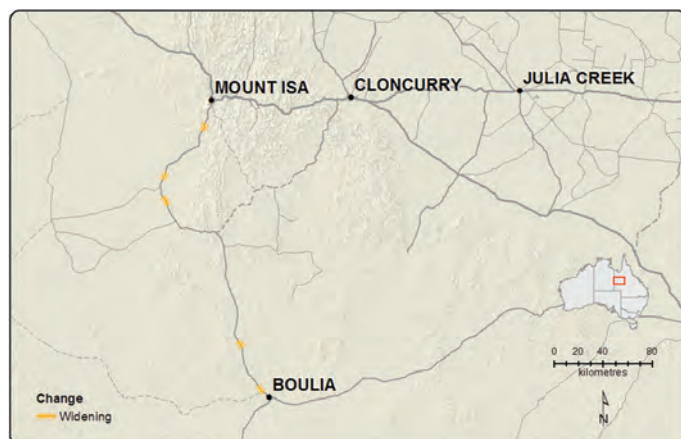 MOUNT ISA
CLONCURRY
JULIA CREEK
0 20 40 80
kilometres
BOULIA
Change
Widening
N